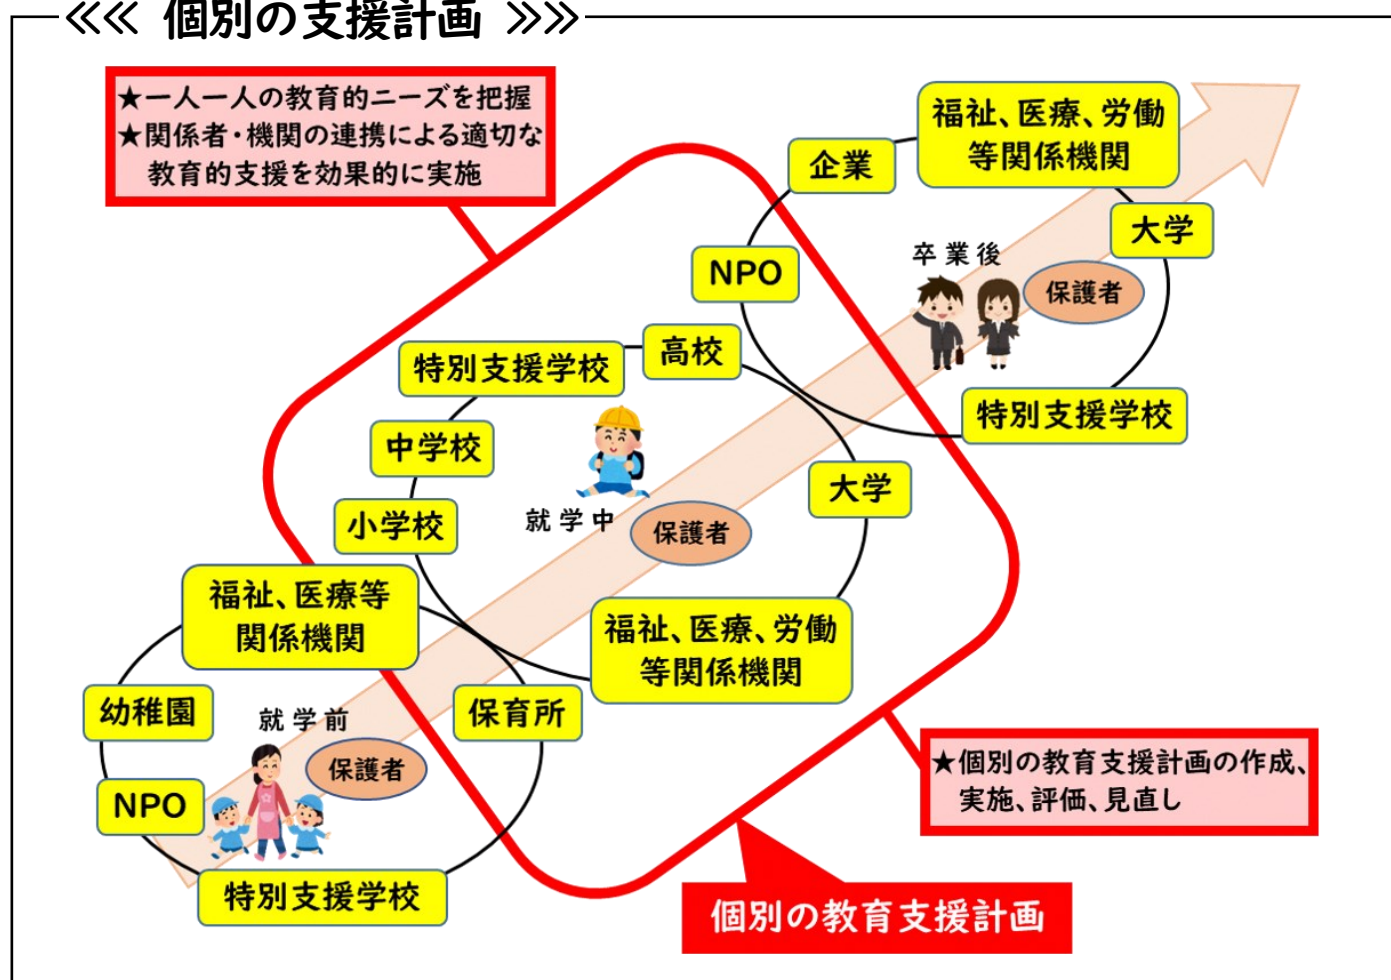 ≪≪ 個別の支援計画 ≫≫
★一人一人の教育的ニーズを把握
★関係者・機関の連携による適切な
教育的支援を効果的に実施
福祉、医療、労働
等関係機関
企業
大学
NPO
卒業後
保護者
特別支援学校
高校
特別支援学校
中学校
小学校
就学中
保護者
大学
福祉、医療、労働
等関係機関
福祉、医療等
関係機関
幼稚園
就学前
保護者
保育所
NPO
特別支援学校
★個別の教育支援計画の作成、
実施、評価、見直し
個別の教育支援計画